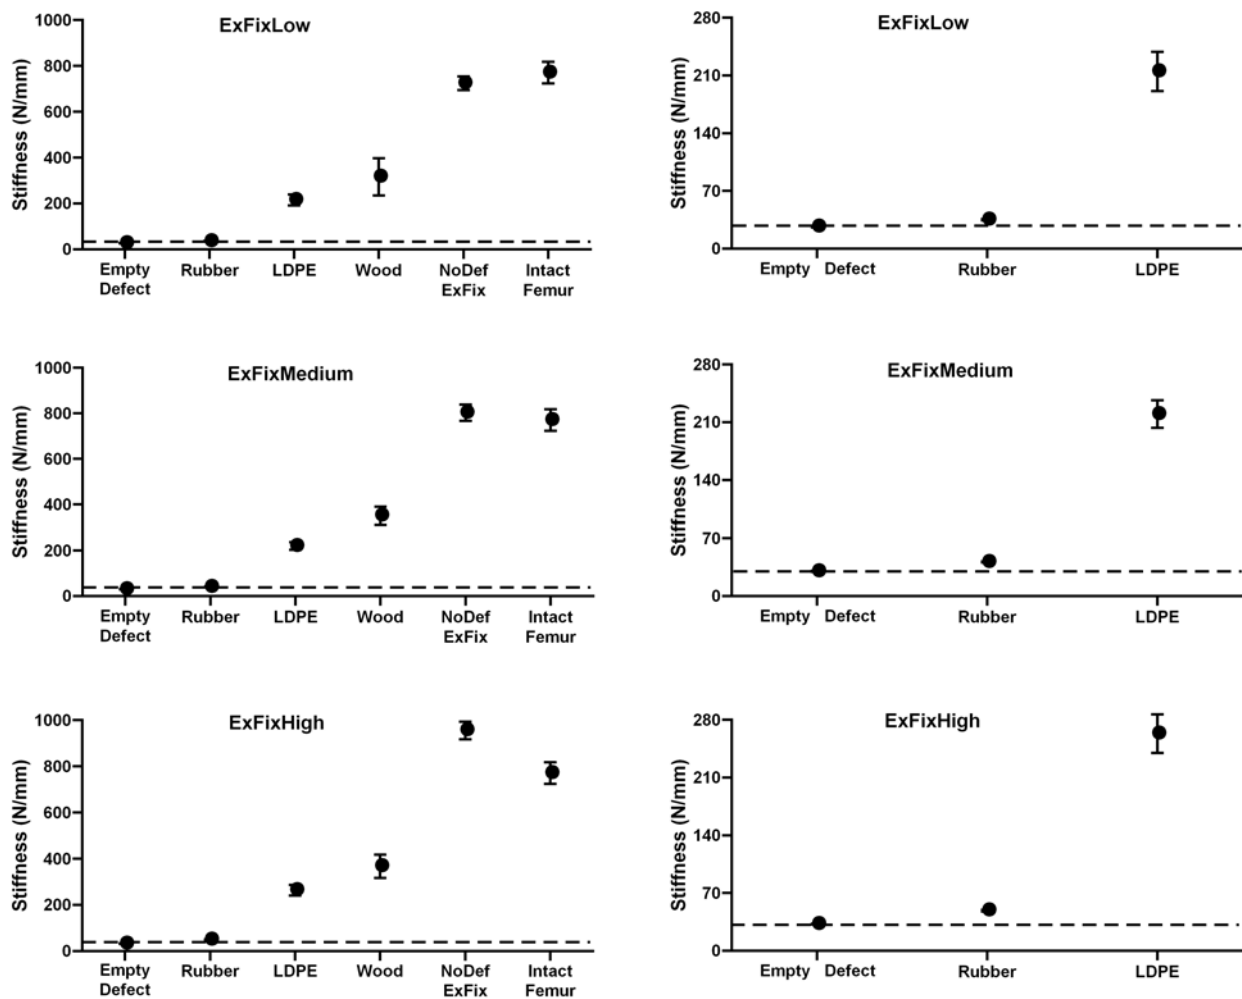 ExFixLow
Stiffness (N/mm)
1000
800
600
400
200
0
Empty Defect
Rubber
LDPE
Wood
NoDef ExFix
Intact Femur
ExFixLow
Stiffness (N/mm)
280
210
140
70
0
Empty Defect
Rubber
LDPE
ExFixMedium
Stiffness (N/mm)
1000
800
600
400
200
0
Empty Defect
Rubber
LDPE
Wood
NoDef ExFix
Intact Femur
ExFixMedium
Stiffness (N/mm)
280
210
140
70
0
Empty Defect
Rubber
LDPE
ExFixHigh
Stiffness (N/mm)
1000
800
600
400
200
0
Empty Defect
Rubber
LDPE
Wood
NoDef ExFix
Intact Femur
ExFixHigh
Stiffness (N/mm)
280
210
140
70
0
Empty Defect
Rubber
LDPE